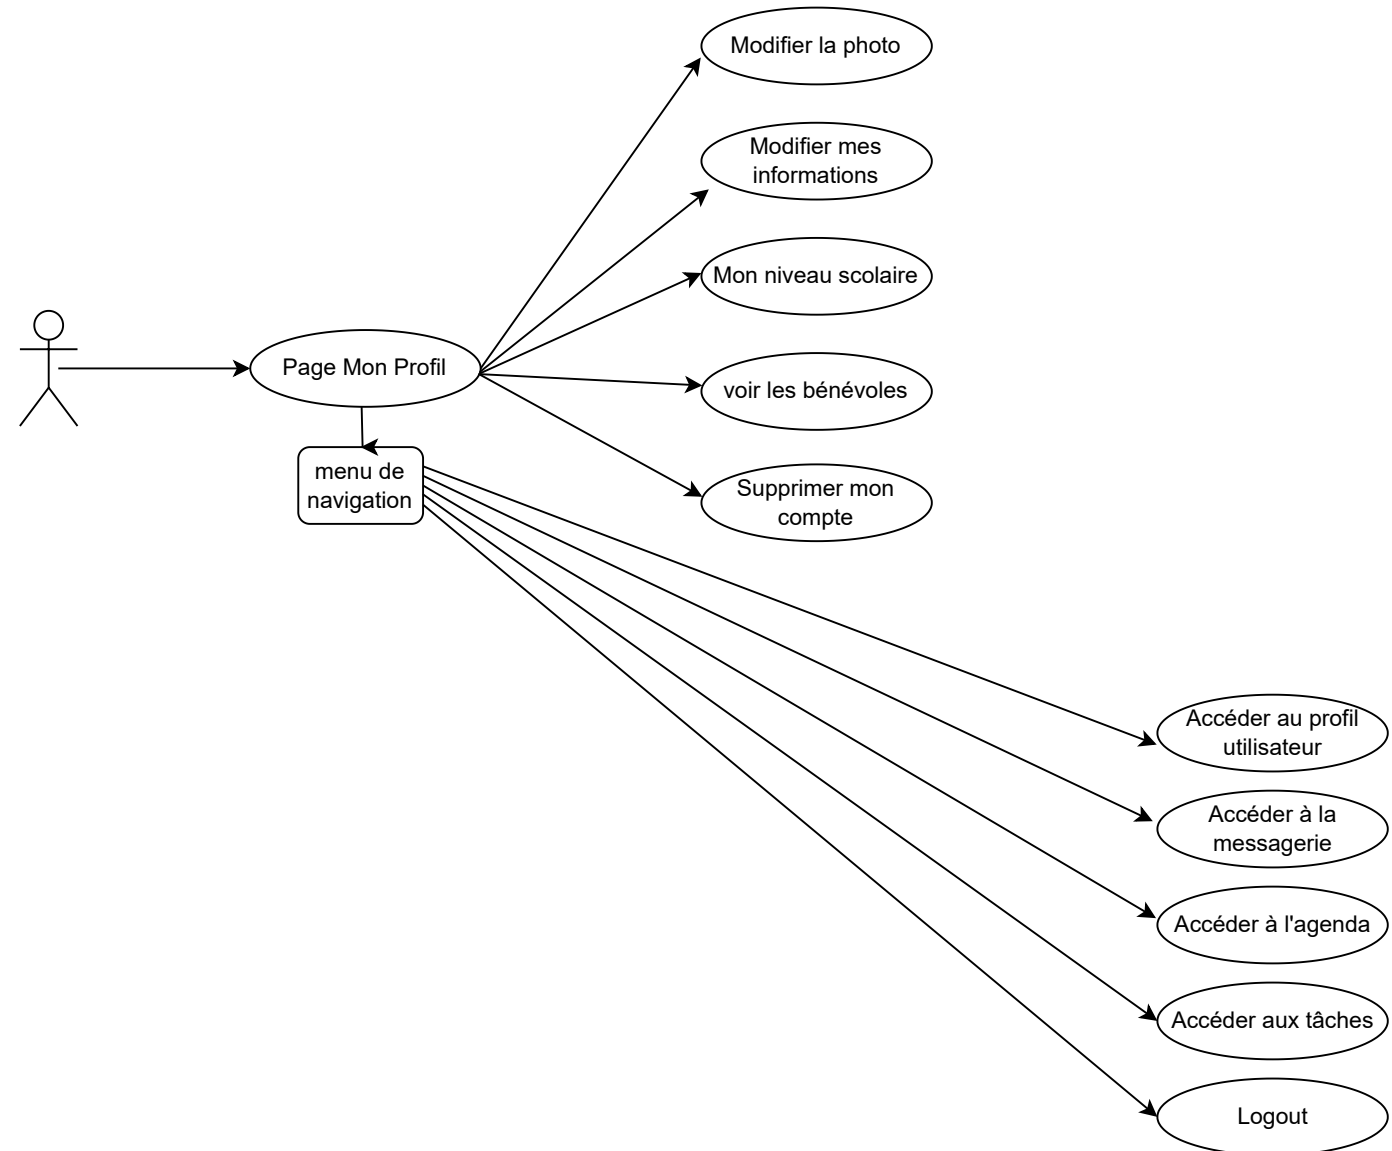 Modifier la photo
Modifier mes
informations
Mon niveau scolaire
Page Mon Profil
voir les bénévoles
menu de
navigation
Supprimer mon
compte
Accéder au profil
utilisateur
Accéder à la
messagerie
Accéder à l'agenda
Accéder aux tâches
Logout